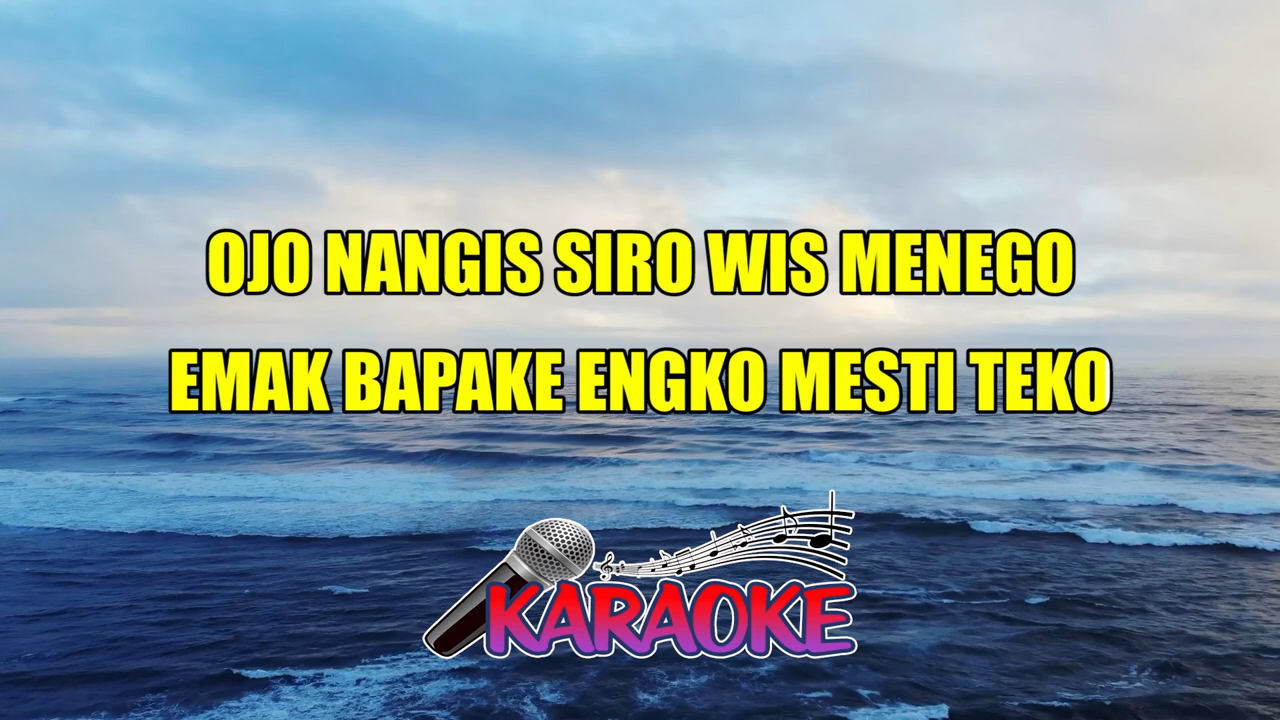 OJO NANGIS SIRO WIS MENEGO
EMAK BAPAKE ENGKO MESTI TEKO
KARAOKE